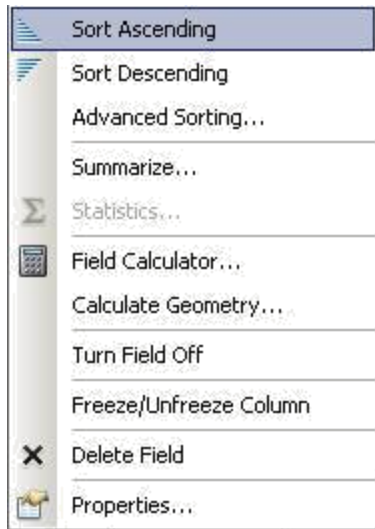 Sort Ascending
Sort Descending
Advanced Sorting...
Summarize...
Σ Statistics...
Field Calculator...
Calculate Geometry...
Turn Field Off
Freeze/Unfreeze Column
Delete Field
Properties...